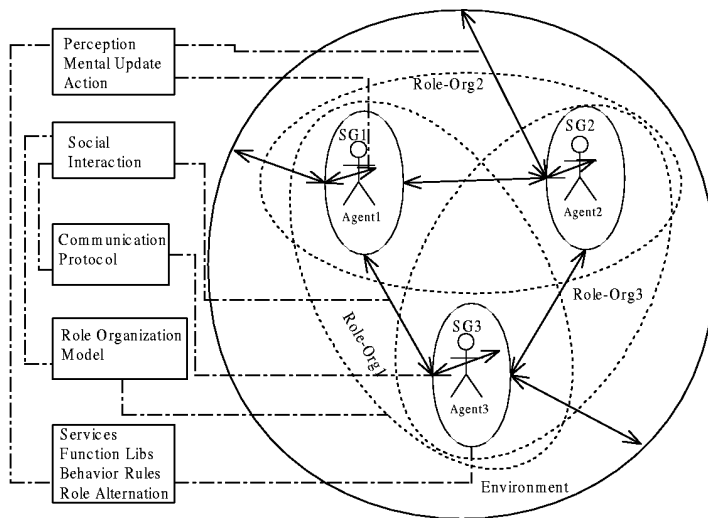 Perception
Mental Update
Action
Social
Interaction
Communication
Protocol
Role Organization
Model
Services
Function Libs
Behavior Rules
Role Alternation
Role-Org2
SG1
Agent1
SG2
Agent2
Role-Org3
Role-Org1
SG3
Agent3
Environment